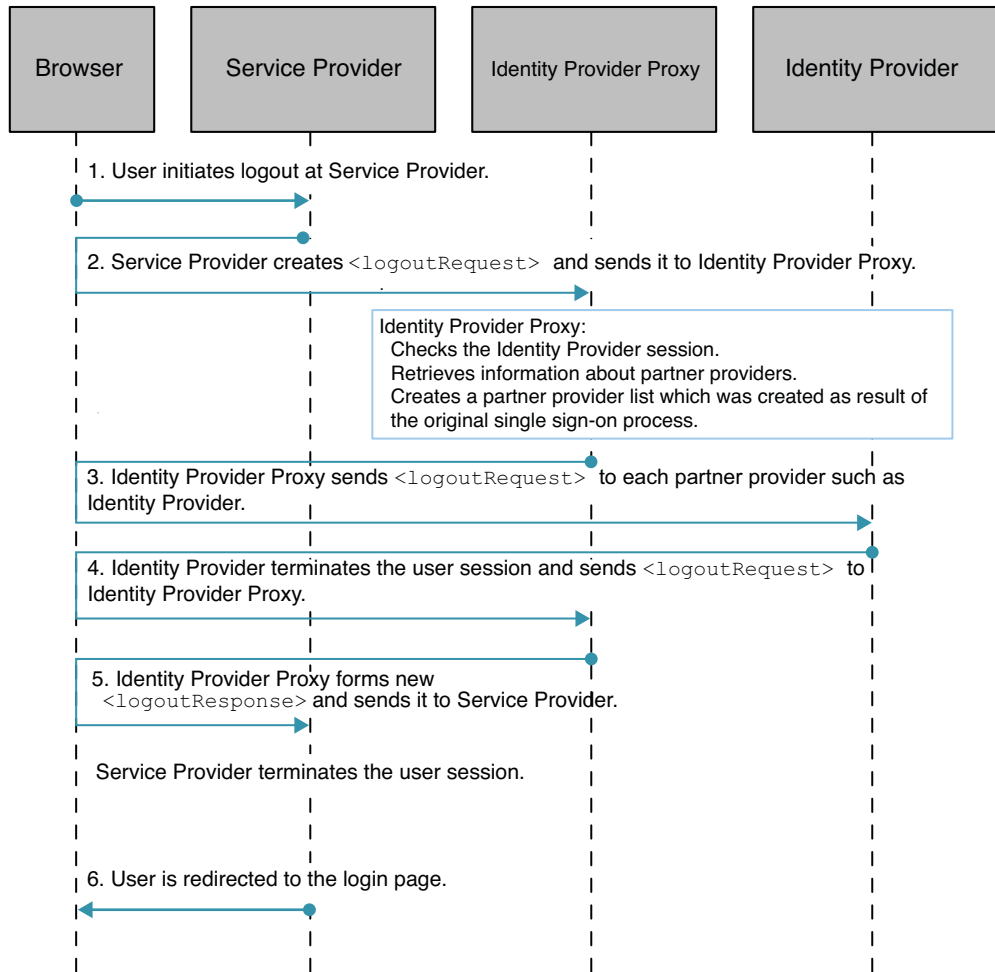 Browser
Service Provider
Identity Provider Proxy
Identity Provider
1. User initiates logout at Service Provider.
2. Service Provider creates <logoutRequest> and sends it to Identity Provider Proxy.
Identity Provider Proxy:
Checks the Identity Provider session.
Retrieves information about partner providers.
Creates a partner provider list which was created as result of
the original single sign-on process.
3. Identity Provider Proxy sends <logoutRequest> to each partner provider such as
Identity Provider.
4. Identity Provider terminates the user session and sends <logoutRequest> to
Identity Provider Proxy.
5. Identity Provider Proxy forms new
<logoutResponse> and sends it to Service Provider.
Service Provider terminates the user session.
6. User is redirected to the login page.